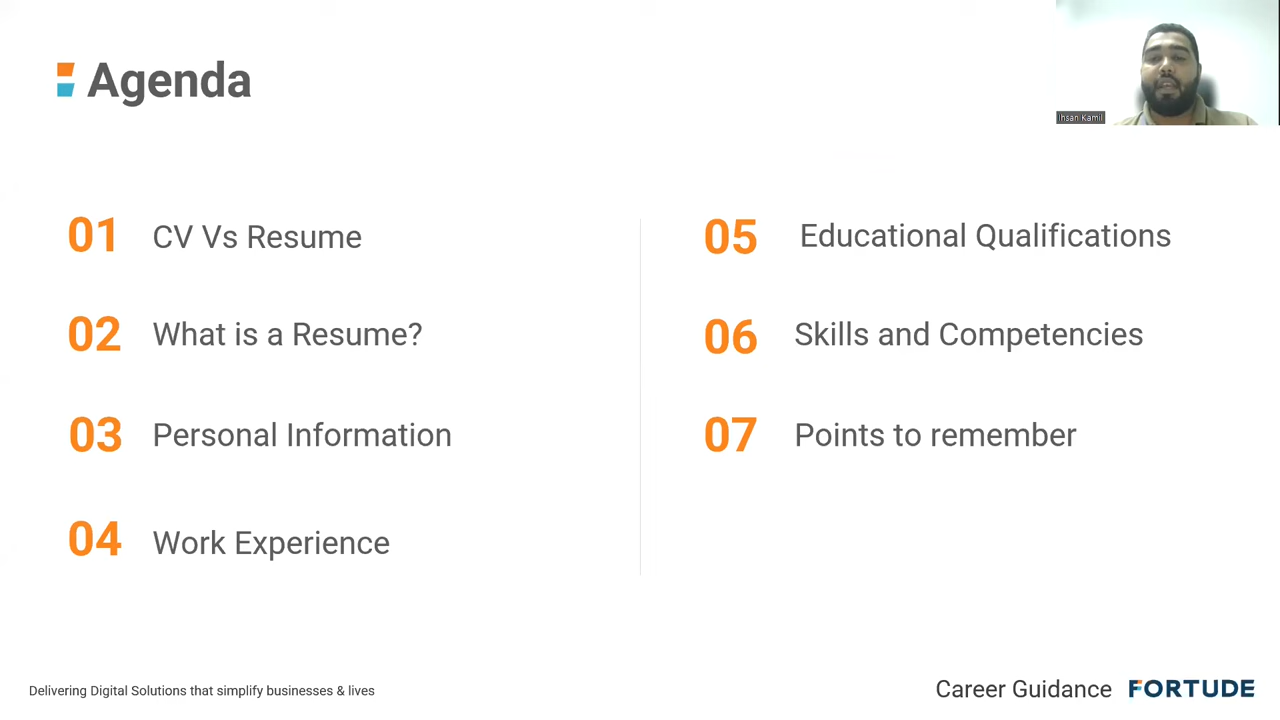 Agenda
Ihsan Kamil
01 CV Vs Resume
02 What is a Resume?
03 Personal Information
04 Work Experience
05 Educational Qualifications
06 Skills and Competencies
07 Points to remember
Delivering Digital Solutions that simplify businesses & lives
Career Guidance FORTUDE